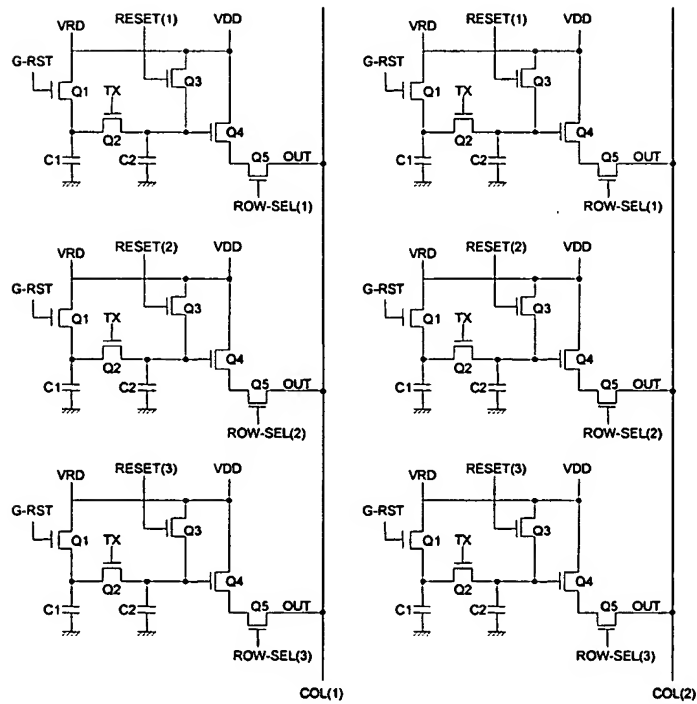 RESET(1) VDD RESET(1) VDD
VRD VRD
G-RST G-RST
Q1 Q3 Q1 Q3
TX TX
Q4 Q4
Q2 Q5 OUT Q2 Q5 OUT
C1 C2 C1 C2
ROW-SEL(1) ROW-SEL(1)
RESET(2) VDD RESET(2) VDD
VRD VRD
G-RST G-RST
Q1 Q3 Q1 Q3
TX TX
Q4 Q4
Q2 Q5 OUT Q2 Q5 OUT
C1 C2 C1 C2
ROW-SEL(2) ROW-SEL(2)
RESET(3) VDD RESET(3) VDD
VRD VRD
G-RST G-RST
Q1 Q3 Q1 Q3
TX TX
Q4 Q4
Q2 Q5 OUT Q2 Q5 OUT
C1 C2 C1 C2
ROW-SEL(3) ROW-SEL(3)
COL(1) COL(2)